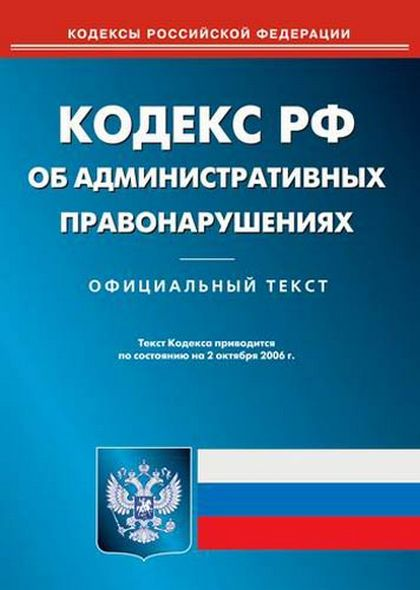 КОДЕКСЫ РОССИЙСКОЙ ФЕДЕРАЦИИ
КОДЕКС РФ
ОБ АДМИНИСТРАТИВНЫХ
ПРАВОНАРУШЕНИЯХ
ОФИЦИАЛЬНЫЙ ТЕКСТ
Текст Кодекса приводится
по состоянию на 2 октября 2006 г.